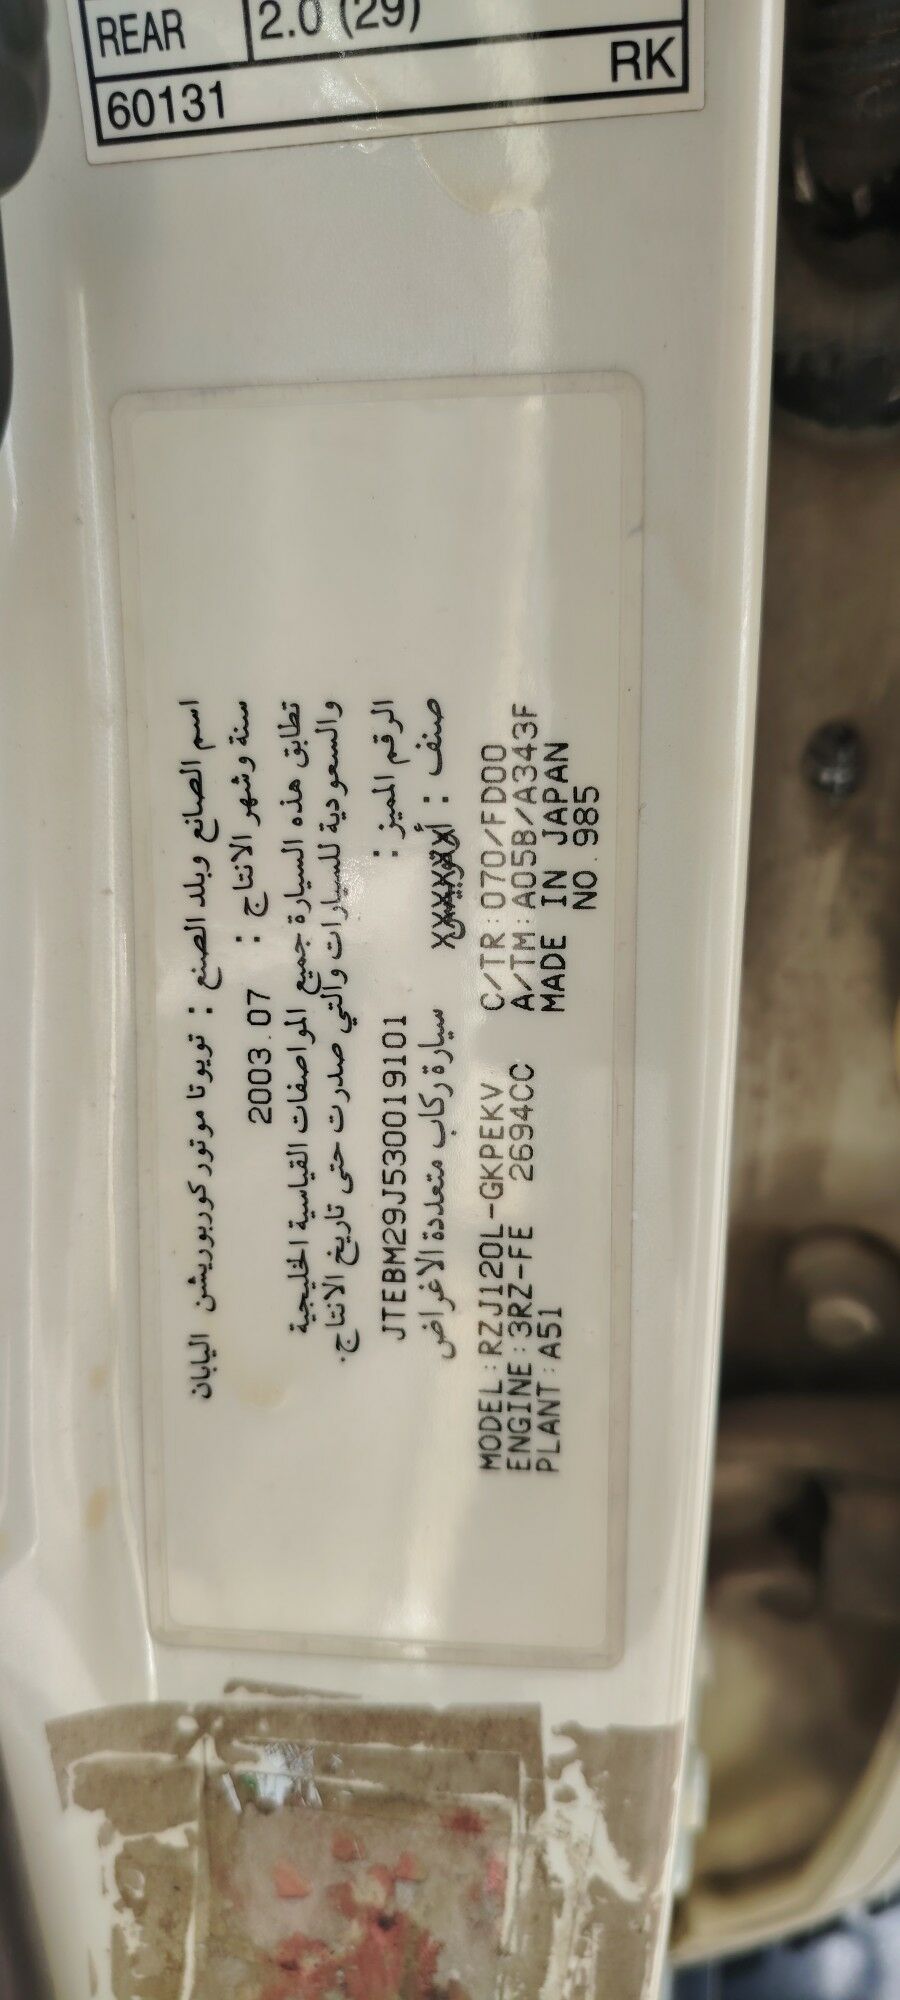 REAR 2.0 (29)
60131 RK
اسم الصانع وبلد الصنع : تويوتا موتور كوربوريشن اليابان
سنة وشهر الانتاج : 2003.07
تطابق هذه السيارة جميع المواصفات القياسية الخليجية
والسعودية للسيارات والتي صدرت حتى تاريخ الانتاج.
الرقم المميز : JTEBM29J530019101
صنف : XXXXXX سيارة ركاب متعددة الاغراض
MODEL:RZJ120L-GKPEKV C/TR:070/FD00
ENGINE:3RZ-FE 2694CC A/TM:A05B/A343F
PLANT:A51 MADE IN JAPAN
NO.985